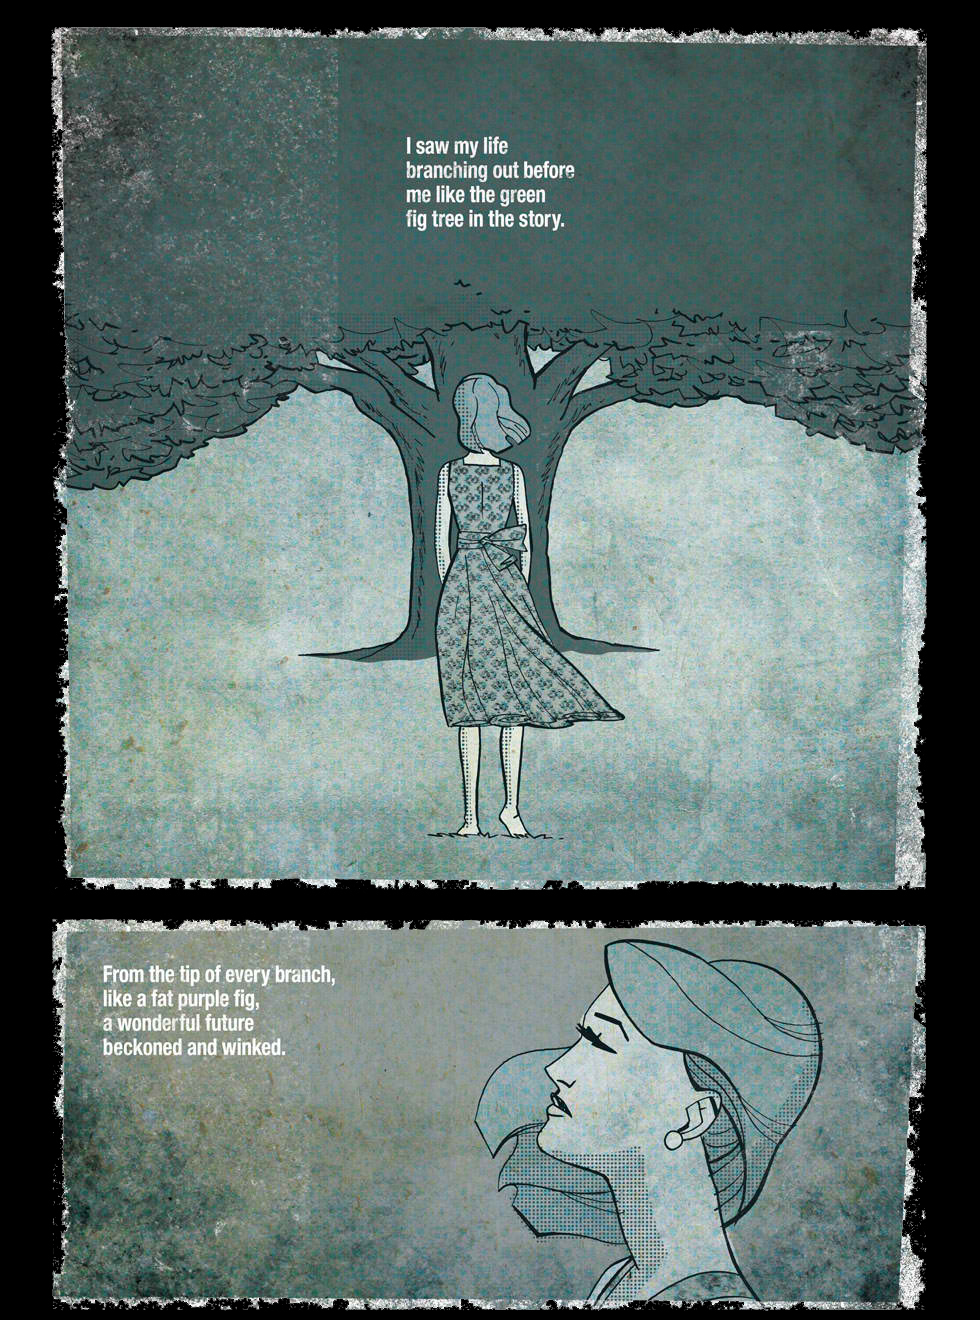 I saw my life
branching out before
me like the green
fig tree in the story.
From the tip of every branch,
like a fat purple fig,
a wonderful future
beckoned and winked.